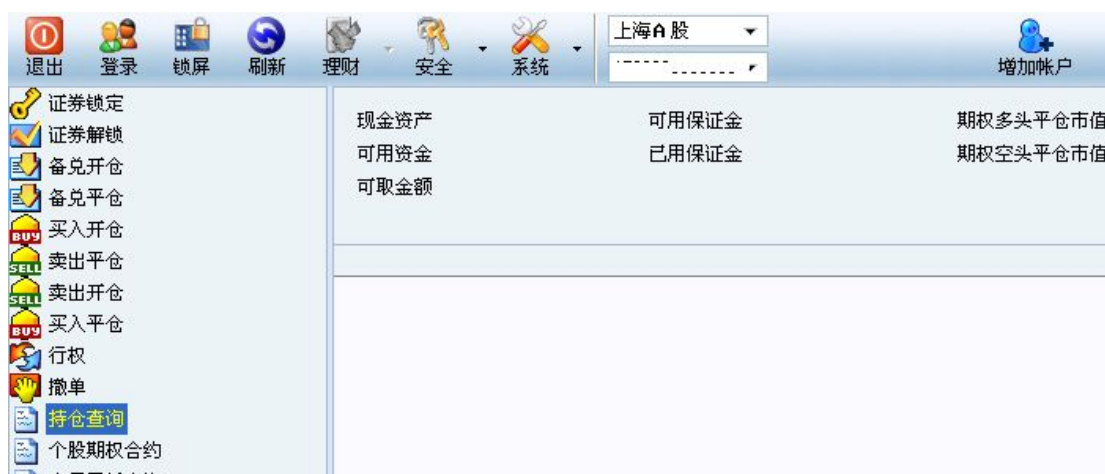 退出 登录 锁屏 刷新 理财 安全 系统 上海A股 增加帐户
证券锁定
证券解锁
备兑开仓
备兑平仓
BUY 买入开仓
SELL 卖出平仓
SELL 卖出开仓
BUY 买入平仓
行权
撤单
持仓查询
个股期权合约
现金资产 可用保证金 期权多头平仓市值
可用资金 已用保证金 期权空头平仓市值
可取金额